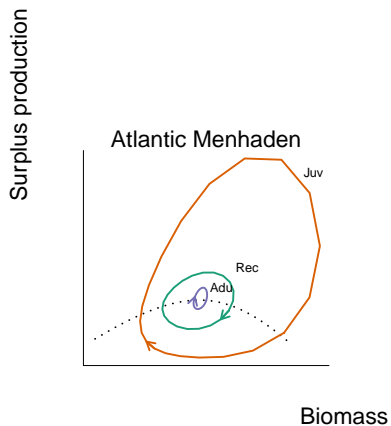 Surplus production
Atlantic Menhaden
Juv
Rec
Adu
Biomass